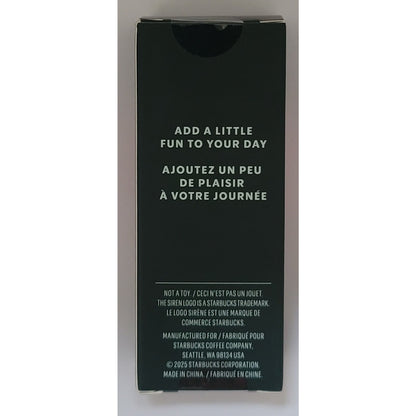 ADD A LITTLE
FUN TO YOUR DAY
AJOUTEZ UN PEU
DE PLAISIR
À VOTRE JOURNÉE
NOT A TOY. / CECI N'EST PAS UN JOUET.
THE SIREN LOGO IS A STARBUCKS TRADEMARK.
LE LOGO SIRÈNE EST UNE MARQUE DE
COMMERCE STARBUCKS.
MANUFACTURED FOR / FABRIQUÉ POUR
STARBUCKS COFFEE COMPANY,
SEATTLE, WA 98134 USA
© 2025 STARBUCKS CORPORATION.
MADE IN CHINA. / FABRIQUÉ EN CHINE.